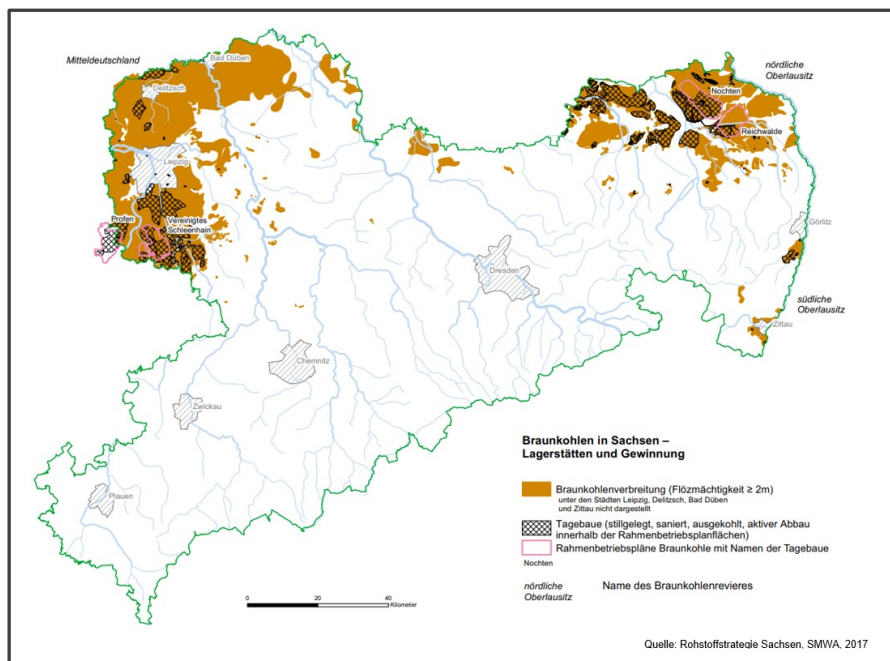 Mitteldeutschland
Bad Düben
Delitzsch
nördliche
Oberlausitz
Nochten
Reichwalde
Leipzig
Profen
Vereinigtes
Schleenhain
Görlitz
Dresden
südliche
Oberlausitz
Zittau
Chemnitz
Zwickau
Plauen
Braunkohlen in Sachsen –
Lagerstätten und Gewinnung
Braunkohlenverbreitung (Flözmächtigkeit ≥ 2m)
unter den Städten Leipzig, Delitzsch, Bad Düben
und Zittau nicht dargestellt
Tagebaue (stillgelegt, saniert, ausgekohlt, aktiver Abbau
innerhalb der Rahmenbetriebsplanflächen)
Rahmenbetriebspläne Braunkohle mit Namen der Tagebaue
Nochten
nördliche
Oberlausitz
Name des Braunkohlenrevieres
0 20 40
Kilometer
Quelle: Rohstoffstrategie Sachsen, SMWA, 2017